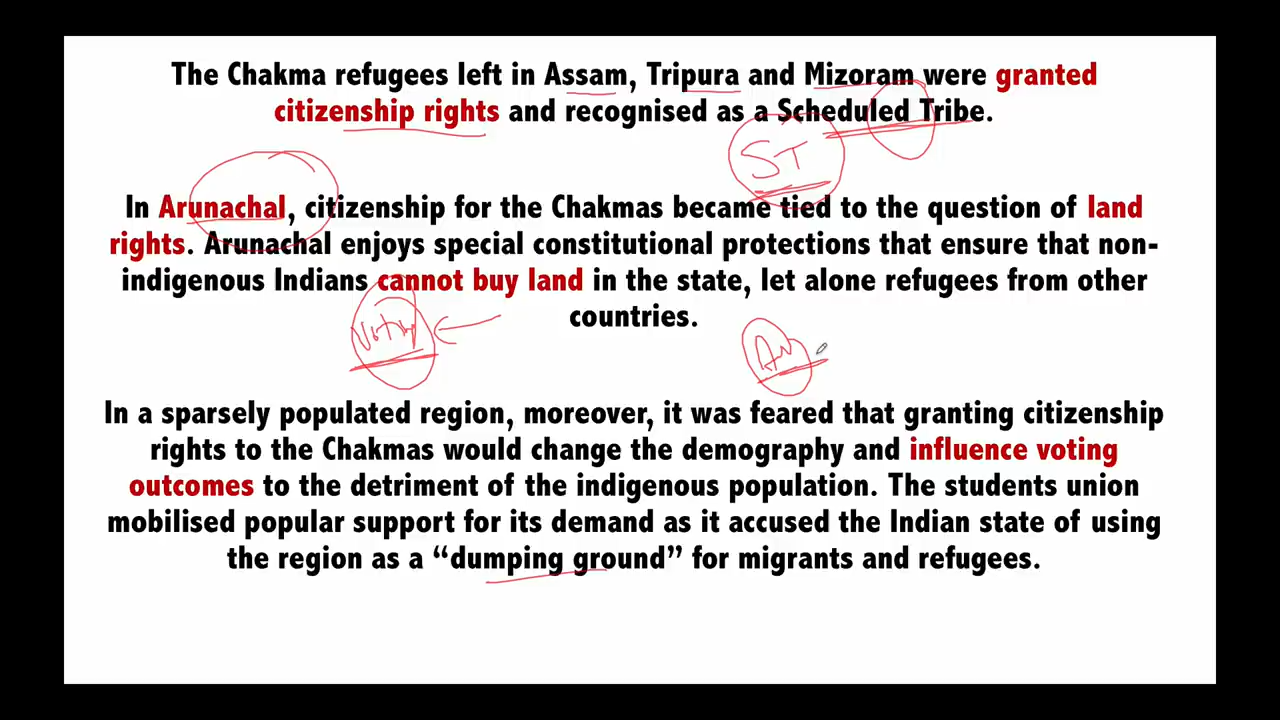 The Chakma refugees left in Assam, Tripura and Mizoram were granted
citizenship rights and recognised as a Scheduled Tribe.
ST
In Arunachal, citizenship for the Chakmas became tied to the question of land
rights. Arunachal enjoys special constitutional protections that ensure that non-
indigenous Indians cannot buy land in the state, let alone refugees from other
countries.
Voting
In a sparsely populated region, moreover, it was feared that granting citizenship
rights to the Chakmas would change the demography and influence voting
outcomes to the detriment of the indigenous population. The students union
mobilised popular support for its demand as it accused the Indian state of using
the region as a “dumping ground” for migrants and refugees.